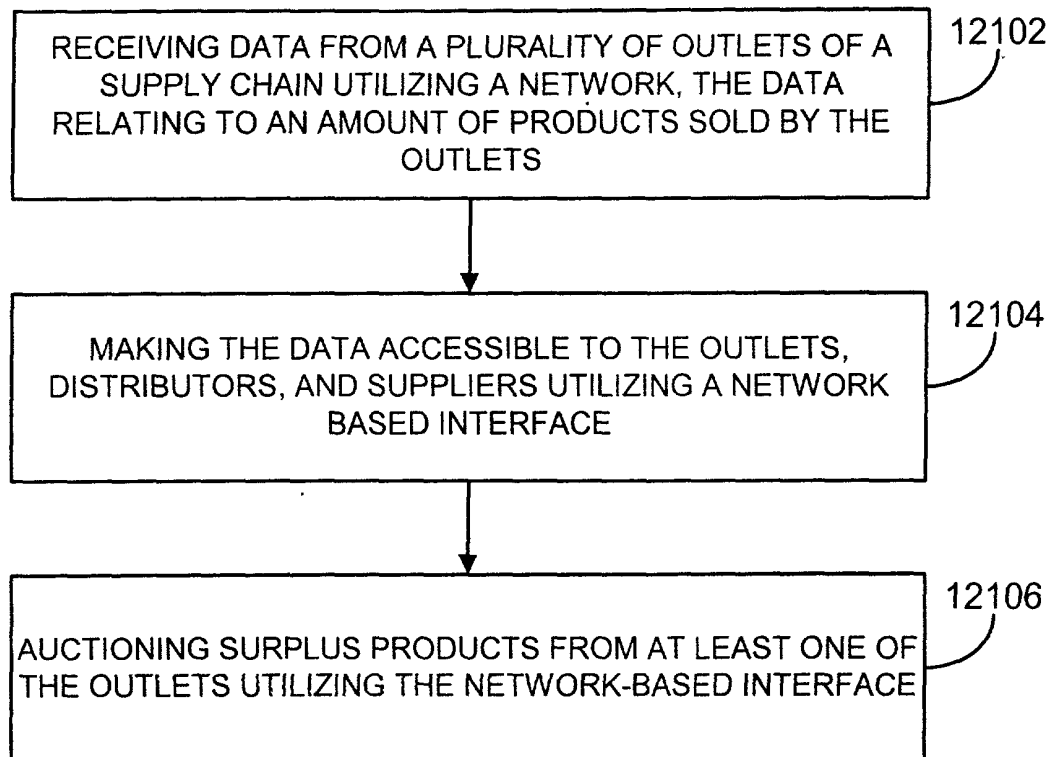 RECEIVING DATA FROM A PLURALITY OF OUTLETS OF A
SUPPLY CHAIN UTILIZING A NETWORK, THE DATA
RELATING TO AN AMOUNT OF PRODUCTS SOLD BY THE
OUTLETS
12102
MAKING THE DATA ACCESSIBLE TO THE OUTLETS,
DISTRIBUTORS, AND SUPPLIERS UTILIZING A NETWORK
BASED INTERFACE
12104
AUCTIONING SURPLUS PRODUCTS FROM AT LEAST ONE OF
THE OUTLETS UTILIZING THE NETWORK-BASED INTERFACE
12106